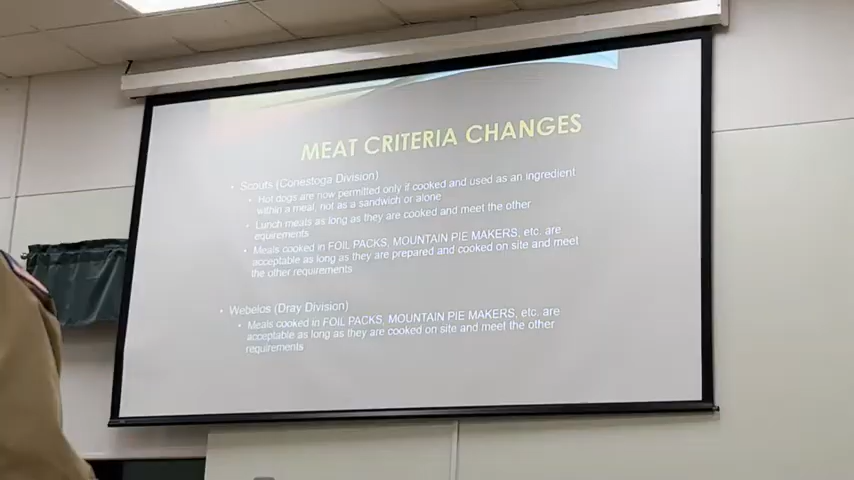 MEAT CRITERIA CHANGES
• Scouts (Conestoga Division)
• Hot dogs are now permitted only if cooked and used as an ingredient
within a meal, not as a sandwich or alone
• Lunch meats as long as they are cooked and meet the other
equirements
• Meals cooked in FOIL PACKS, MOUNTAIN PIE MAKERS, etc. are
acceptable as long as they are prepared and cooked on site and meet
the other requirements
• Webelos (Dray Division)
• Meals cooked in FOIL PACKS, MOUNTAIN PIE MAKERS, etc. are
acceptable as long as they are cooked on site and meet the other
requirements